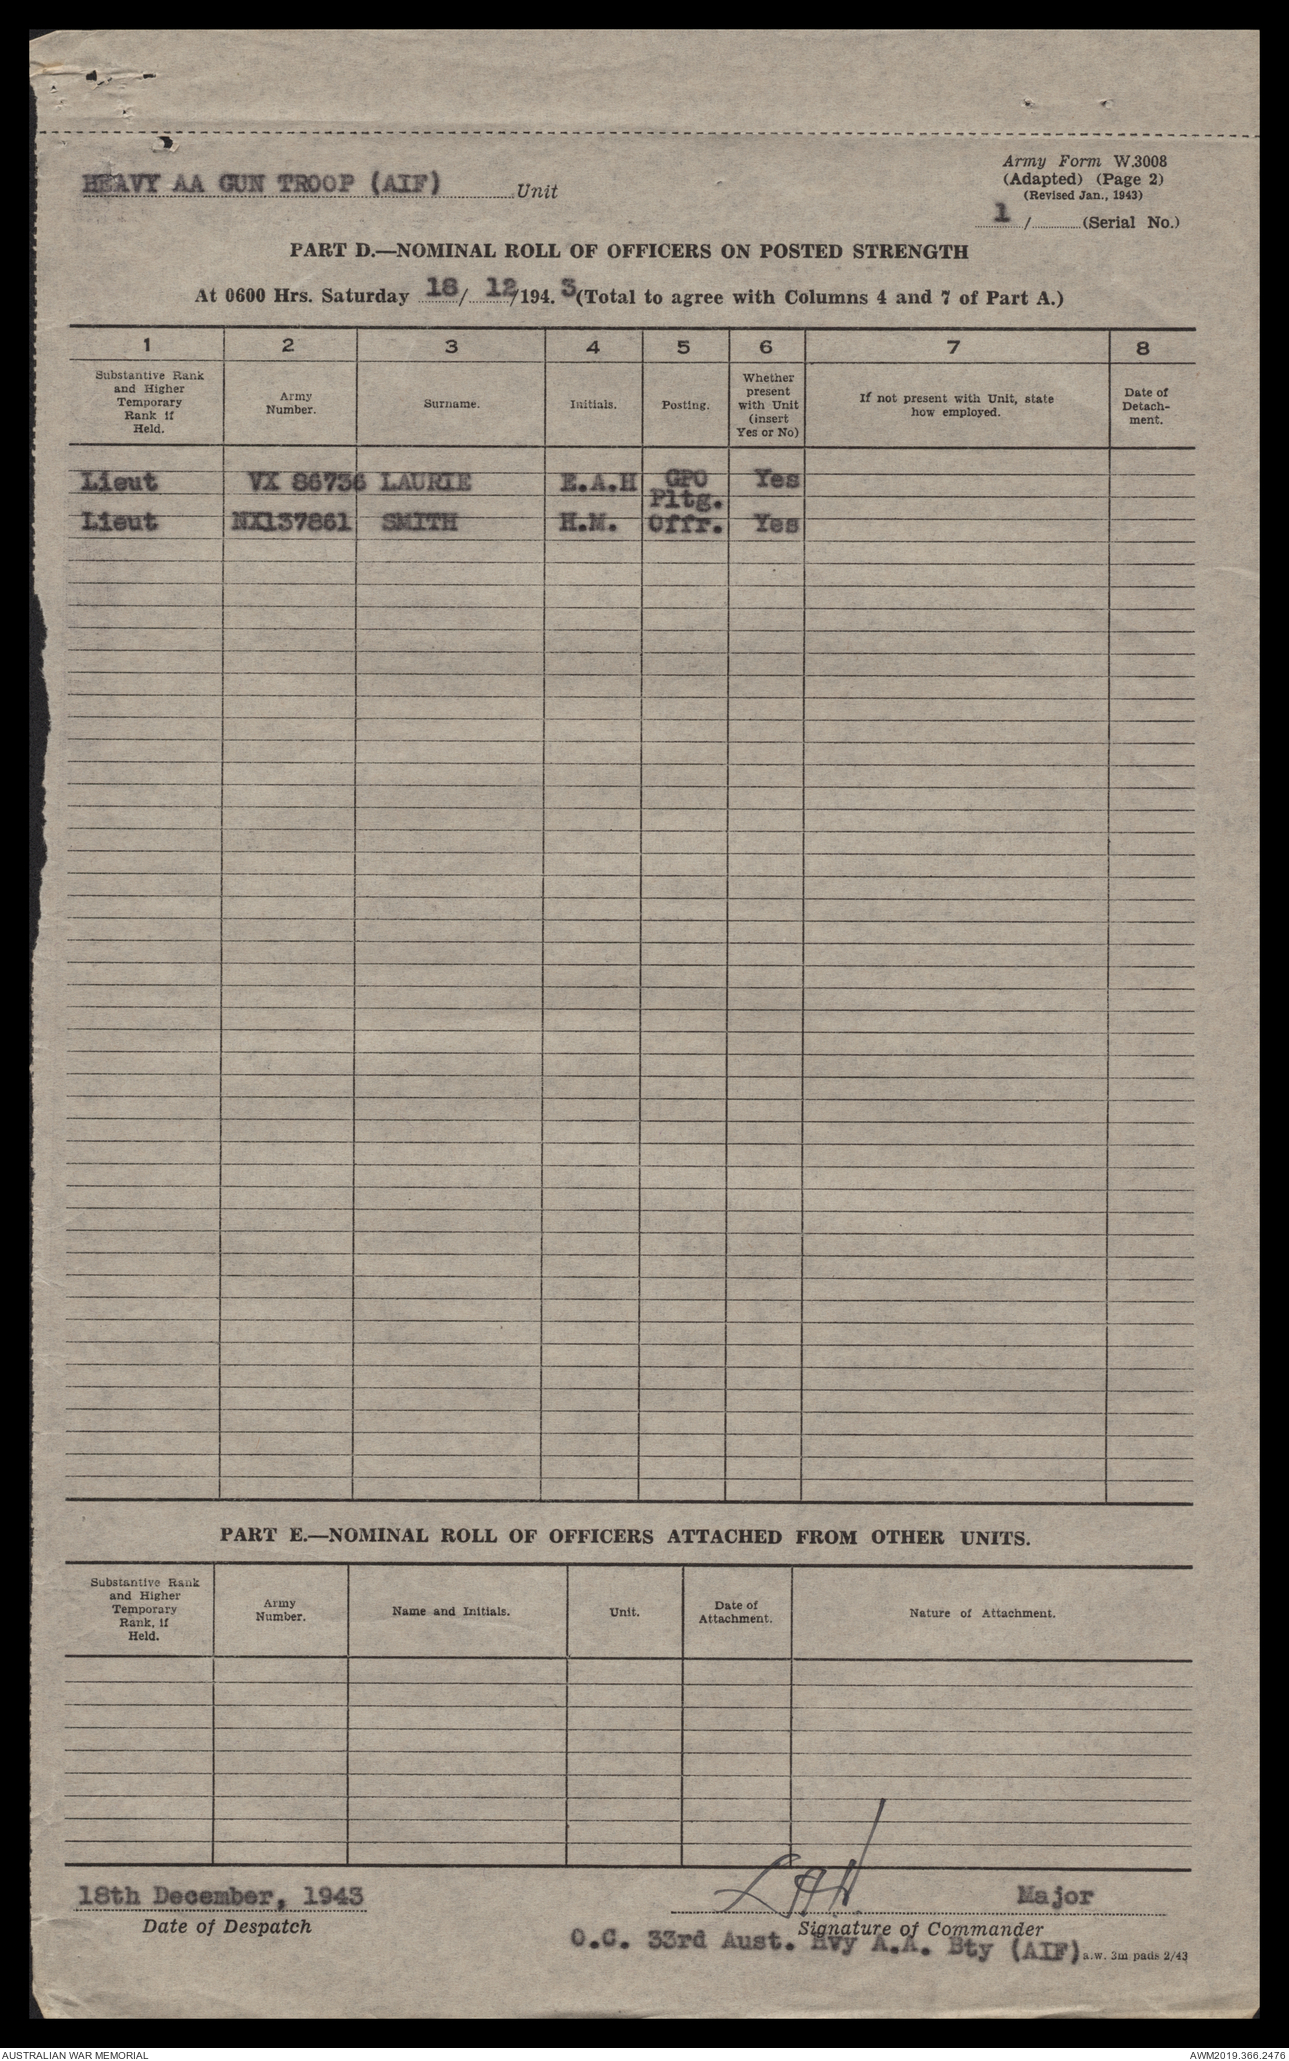 HEAVY AA GUN TROOP (AIF) Unit
Army Form W.3008
(Adapted) (Page 2)
(Revised Jan., 1943)
1 / (Serial No.)
PART D.—NOMINAL ROLL OF OFFICERS ON POSTED STRENGTH
At 0600 Hrs. Saturday 18/ 12/194. 3 (Total to agree with Columns 4 and 7 of Part A.)
1 2 3 4 5 6 7 8
Substantive Rank
and Higher
Temporary
Rank if
Held.
Army
Number.
Surname.
Initials.
Posting.
Whether
present
with Unit
(insert
Yes or No)
If not present with Unit, state
how employed.
Date of
Detach-
ment.
Lieut VX 86736 LAURIE E.A.H GPO Yes
Pltg.
Lieut NX137861 SMITH H.M. Offr. Yes
PART E.—NOMINAL ROLL OF OFFICERS ATTACHED FROM OTHER UNITS.
Substantive Rank
and Higher
Temporary
Rank, if
Held.
Army
Number.
Name and Initials.
Unit.
Date of
Attachment.
Nature of Attachment.
18th December, 1943
Date of Despatch
Major
Signature of Commander
O.C. 33rd Aust. Hvy A.A. Bty (AIF)
a.w. 3m pads 2/43
AUSTRALIAN WAR MEMORIAL
AWM2019.366.2476